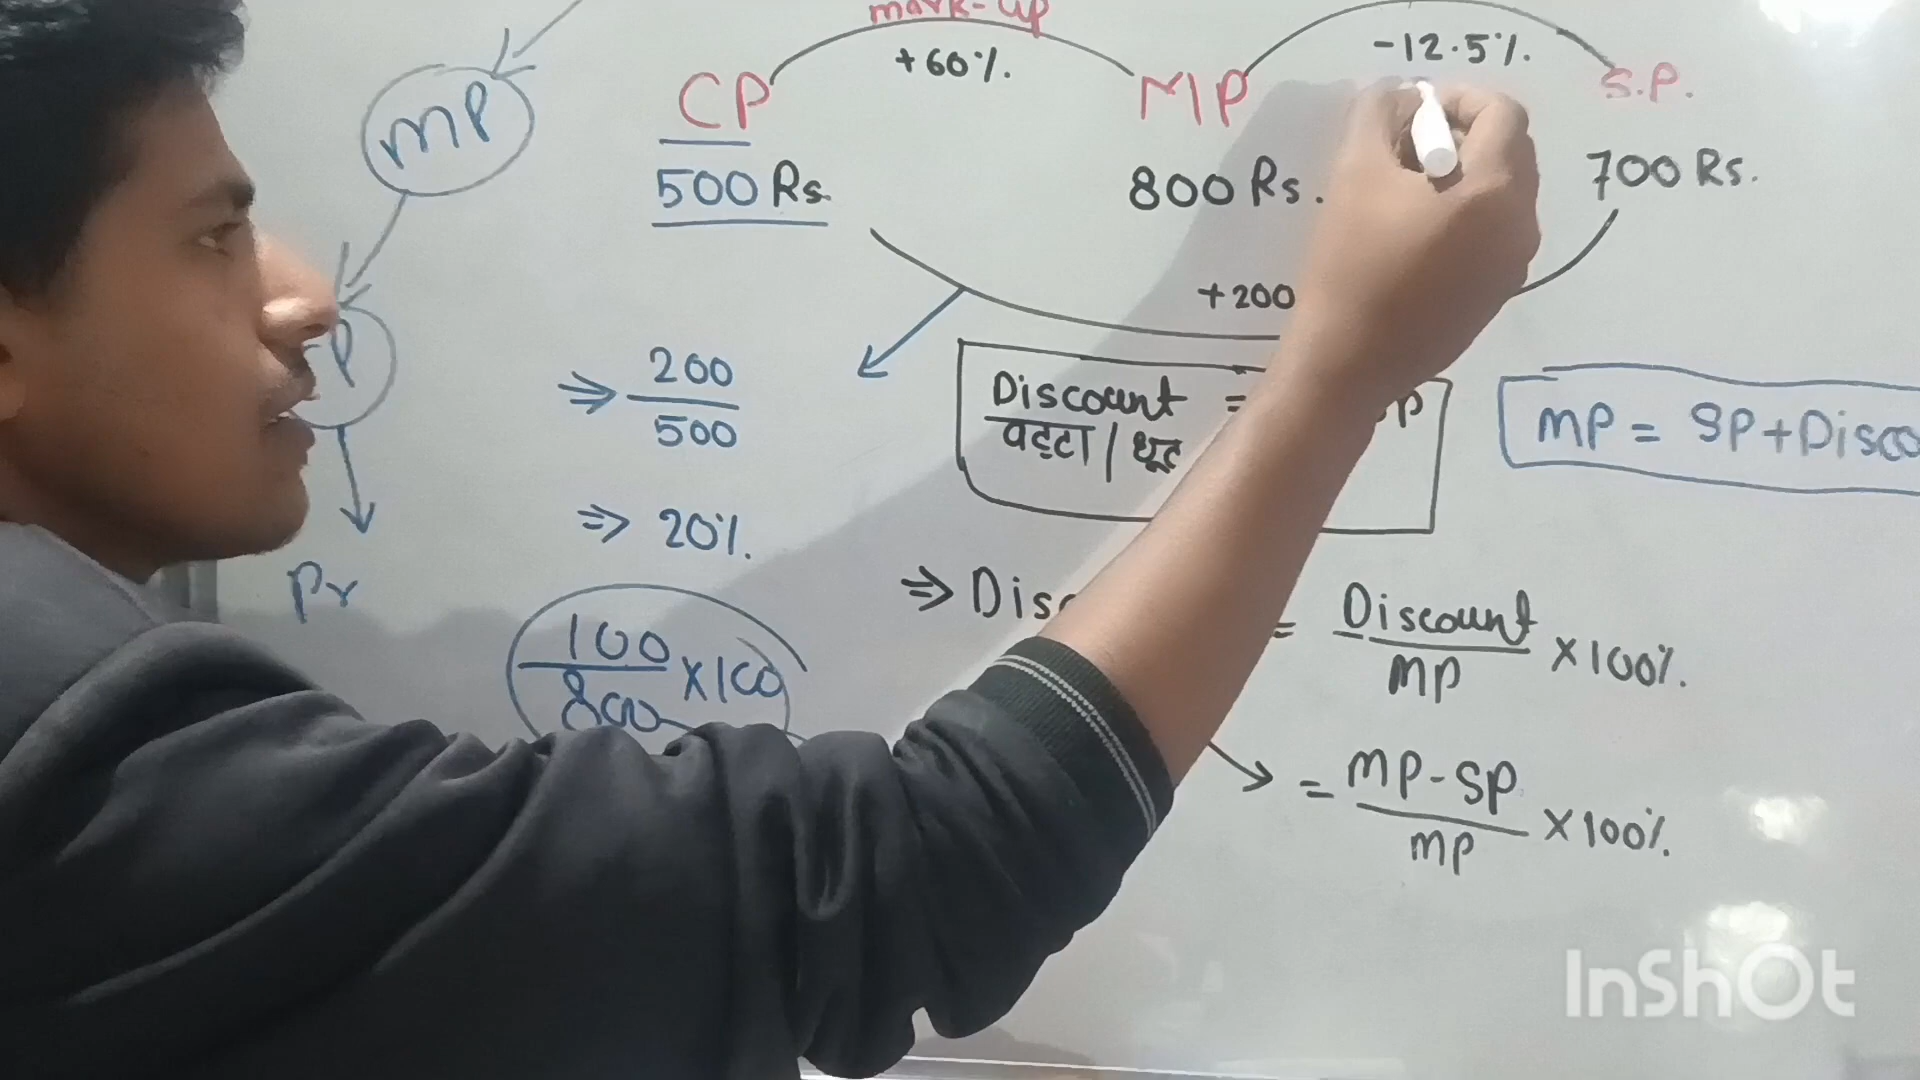 mark-up
+60%.
-12.5%.
CP
MP
S.P.
MP
500 Rs.
800 Rs.
700 Rs.
+200
P
200
500
⇒
Discount =
P
वट्टा / छूट
MP = SP+Disco
⇒ 20%.
Pr
⇒ Dis
= Discount
MP
×100%.
100
800
×100
= MP-SP
MP
×100%.
InShOt